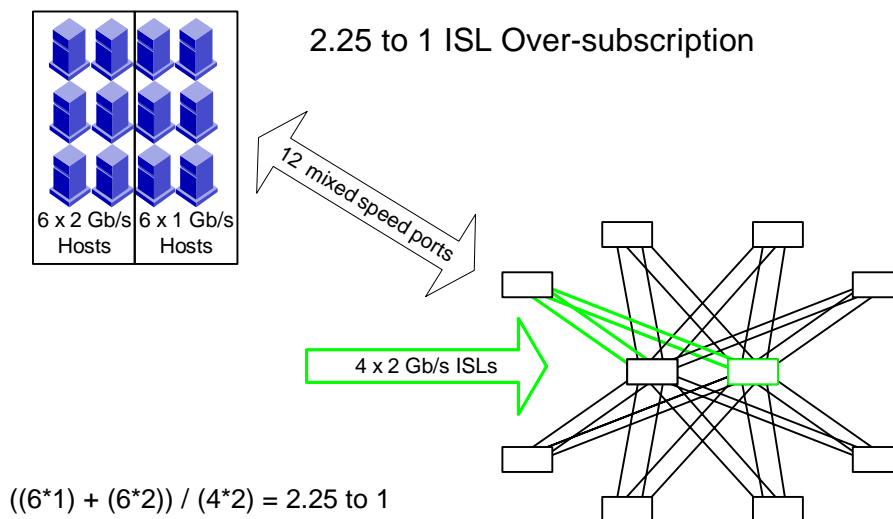 2.25 to 1 ISL Over-subscription
6 x 2 Gb/s
Hosts
6 x 1 Gb/s
Hosts
12 mixed speed ports
4 x 2 Gb/s ISLs
((6*1) + (6*2)) / (4*2) = 2.25 to 1